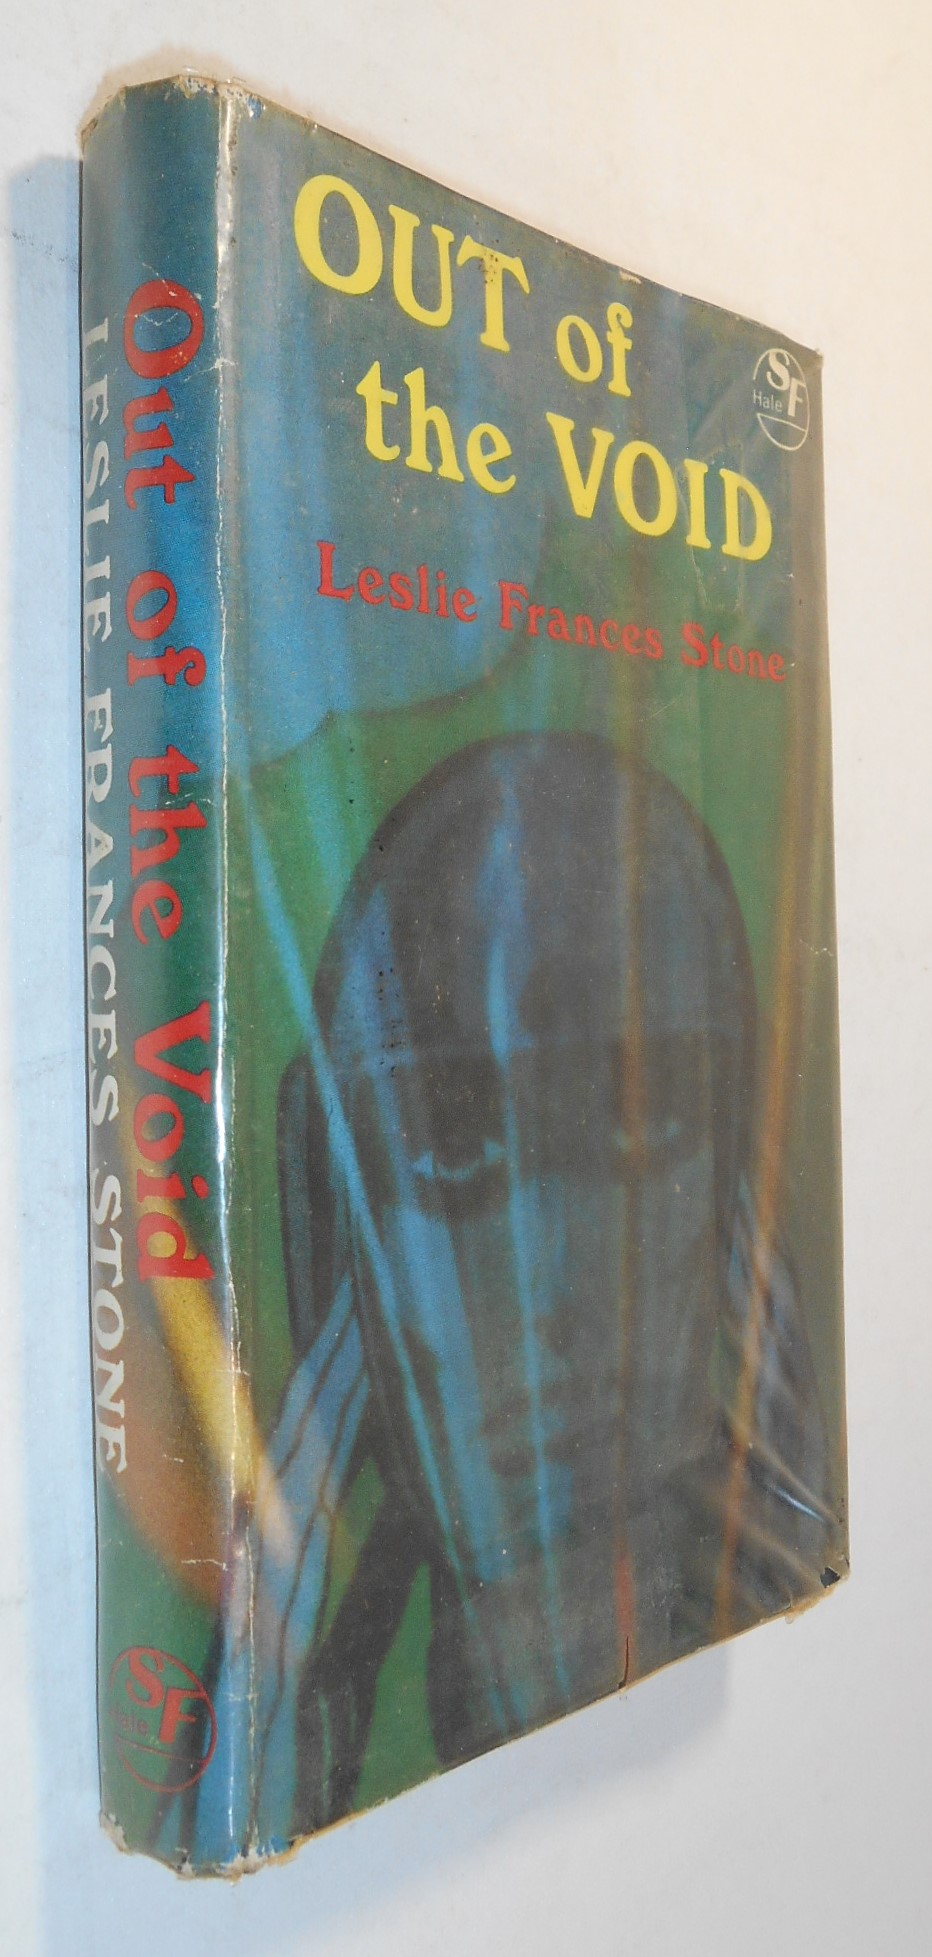 OUT of
the VOID
SF
Hale
Leslie Frances Stone
Out of the Void
LESLIE FRANCES STONE
SF
Hale